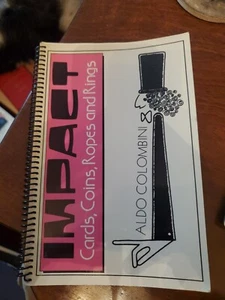 IMPACT
Cards, Coins, Ropes and Rings
ALDO COLOMBINI